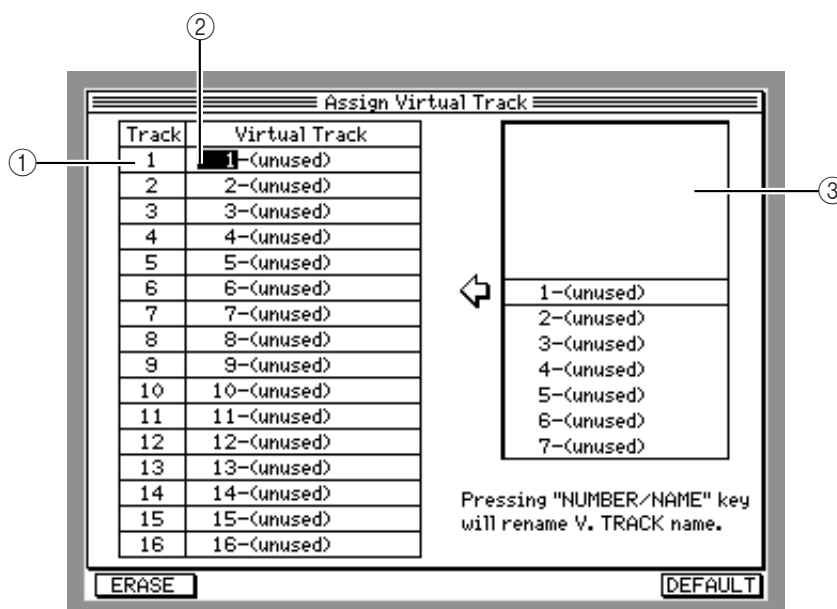 ②
Assign Virtual Track
Track Virtual Track
① 1 1-(unused)
2 2-(unused)
3 3-(unused)
4 4-(unused)
5 5-(unused)
6 6-(unused)
7 7-(unused)
8 8-(unused)
9 9-(unused)
10 10-(unused)
11 11-(unused)
12 12-(unused)
13 13-(unused)
14 14-(unused)
15 15-(unused)
16 16-(unused)
③
1-(unused)
2-(unused)
3-(unused)
4-(unused)
5-(unused)
6-(unused)
7-(unused)
Pressing "NUMBER/NAME" key
will rename V. TRACK name.
ERASE DEFAULT